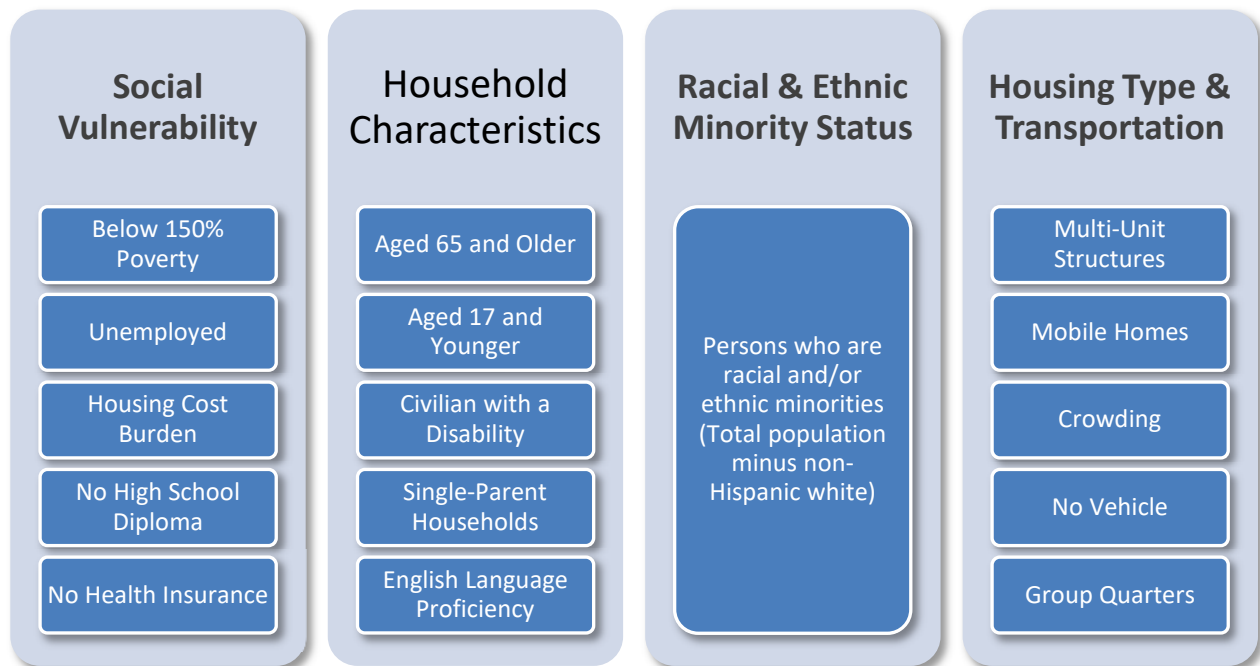 Social
Vulnerability
Below 150%
Poverty
Unemployed
Housing Cost
Burden
No High School
Diploma
No Health Insurance
Household
Characteristics
Aged 65 and Older
Aged 17 and
Younger
Civilian with a
Disability
Single-Parent
Households
English Language
Proficiency
Racial & Ethnic
Minority Status
Persons who are
racial and/or
ethnic minorities
(Total population
minus non-
Hispanic white)
Housing Type &
Transportation
Multi-Unit
Structures
Mobile Homes
Crowding
No Vehicle
Group Quarters